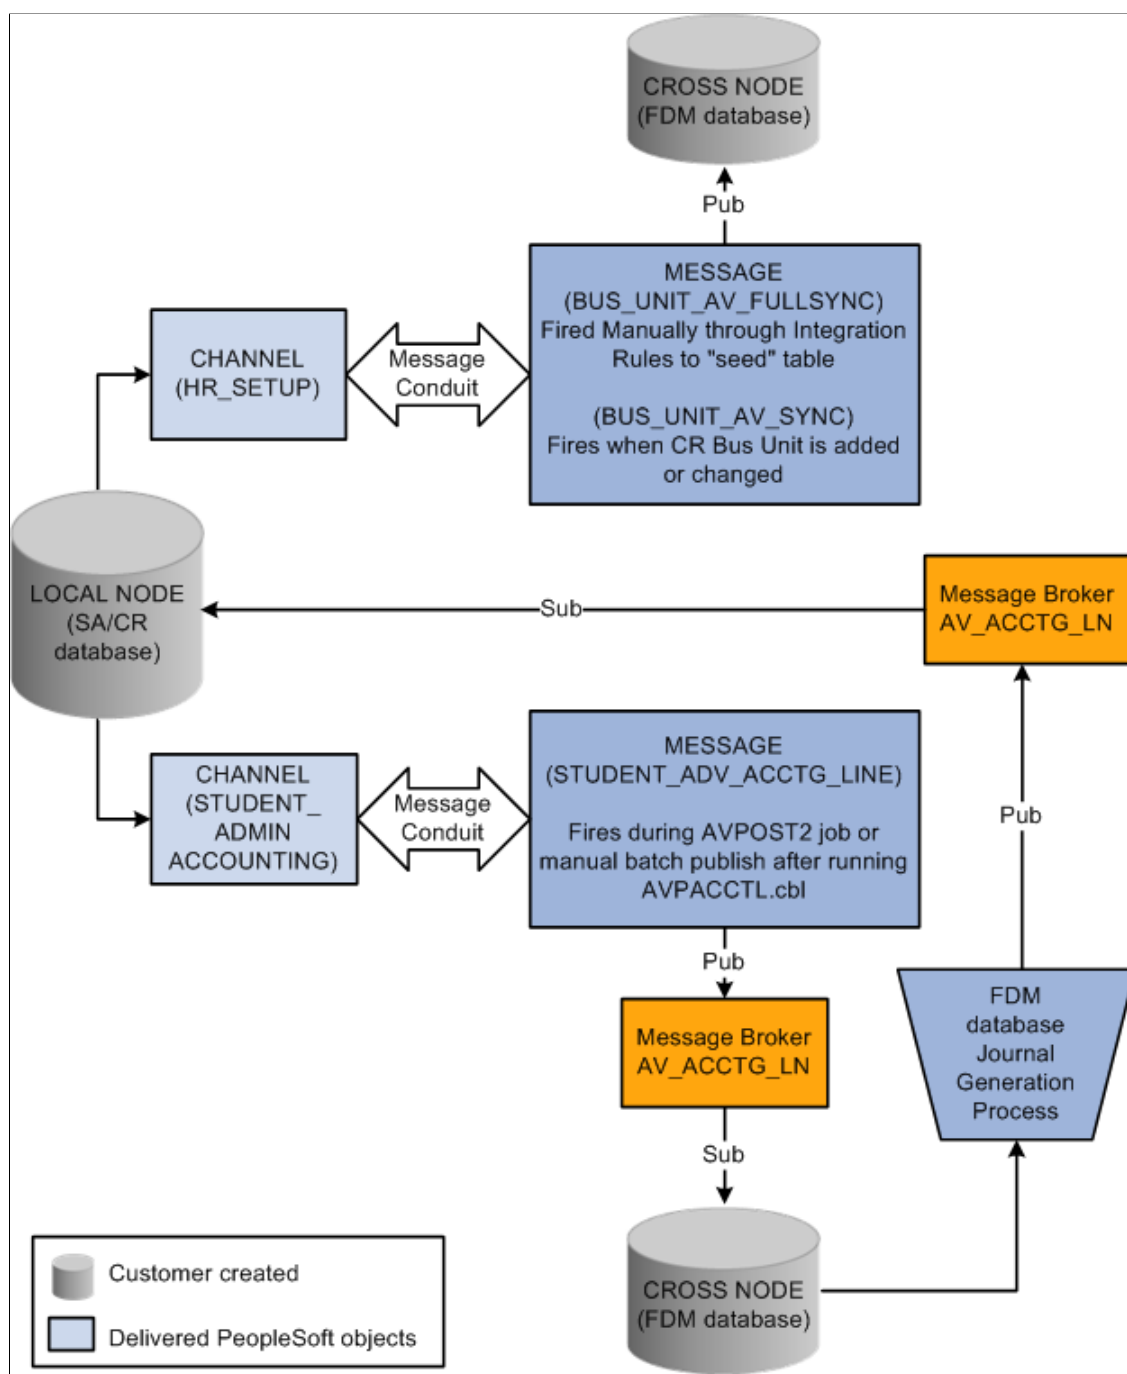 CROSS NODE
(FDM database)
Pub
MESSAGE
(BUS_UNIT_AV_FULLSYNC)
Fired Manually through Integration
Rules to "seed" table
(BUS_UNIT_AV_SYNC)
Fires when CR Bus Unit is added
or changed
CHANNEL
(HR_SETUP)
Message
Conduit
LOCAL NODE
(SA/CR
database)
Sub
Message Broker
AV_ACCTG_LN
CHANNEL
(STUDENT_
ADMIN
ACCOUNTING)
Message
Conduit
MESSAGE
(STUDENT_ADV_ACCTG_LINE)
Fires during AVPOST2 job or
manual batch publish after running
AVPACCTL.cbl
Pub
Pub
Message Broker
AV_ACCTG_LN
FDM
database
Journal
Generation
Process
Sub
CROSS NODE
(FDM database)
Customer created
Delivered PeopleSoft objects